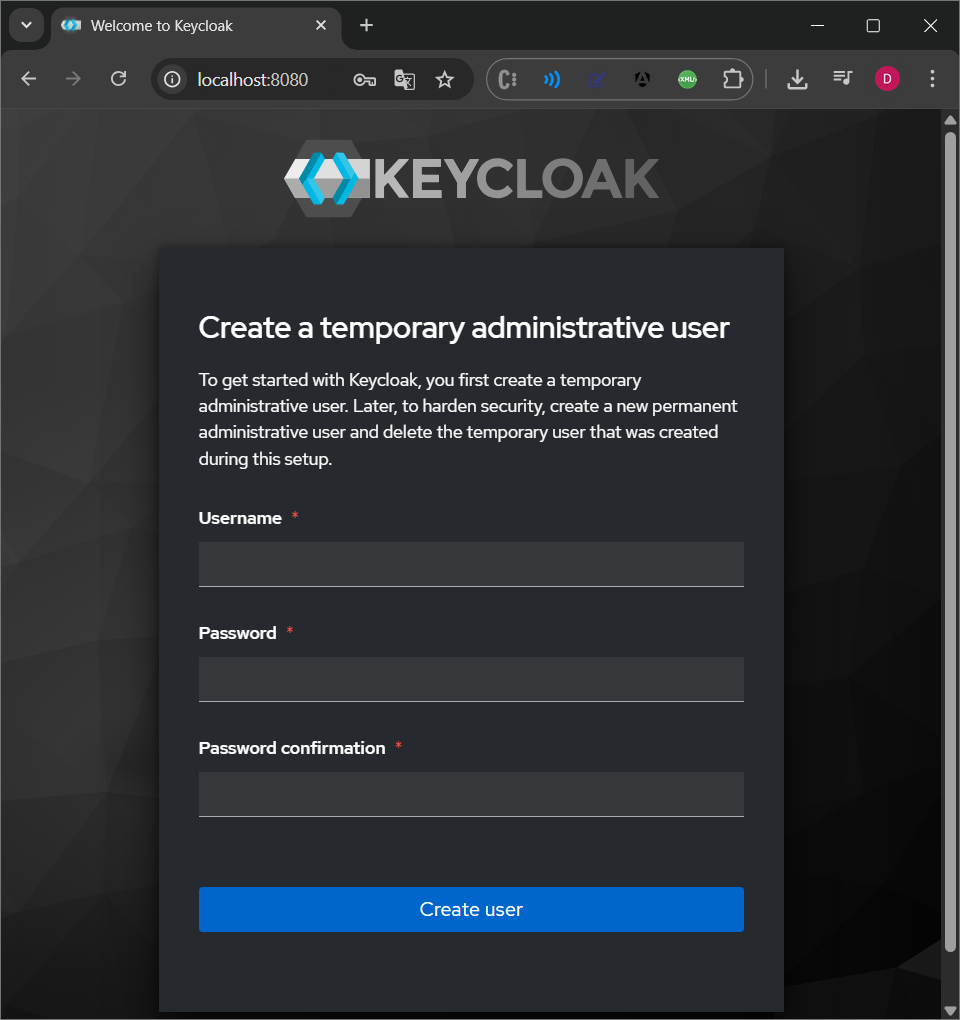 Welcome to Keycloak
localhost:8080
XML
D
KEYCLOAK
Create a temporary administrative user
To get started with Keycloak, you first create a temporary
administrative user. Later, to harden security, create a new permanent
administrative user and delete the temporary user that was created
during this setup.
Username *
Password *
Password confirmation *
Create user